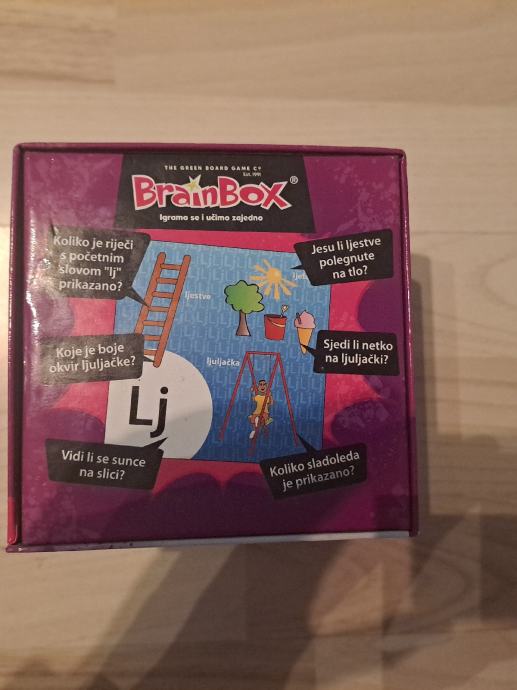 THE GREEN BOARD GAME Cº
Est. 1991
BrainBox®
Igramo se i učimo zajedno
Koliko je riječi
s početnim
slovom "lj"
prikazano?
Jesu li ljestve
polegnute
na tlo?
ljestve
ljet
Koje je boje
okvir ljuljačke?
Sjedi li netko
na ljuljački?
ljuljačka
Lj
Vidi li se sunce
na slici?
Koliko sladoleda
je prikazano?